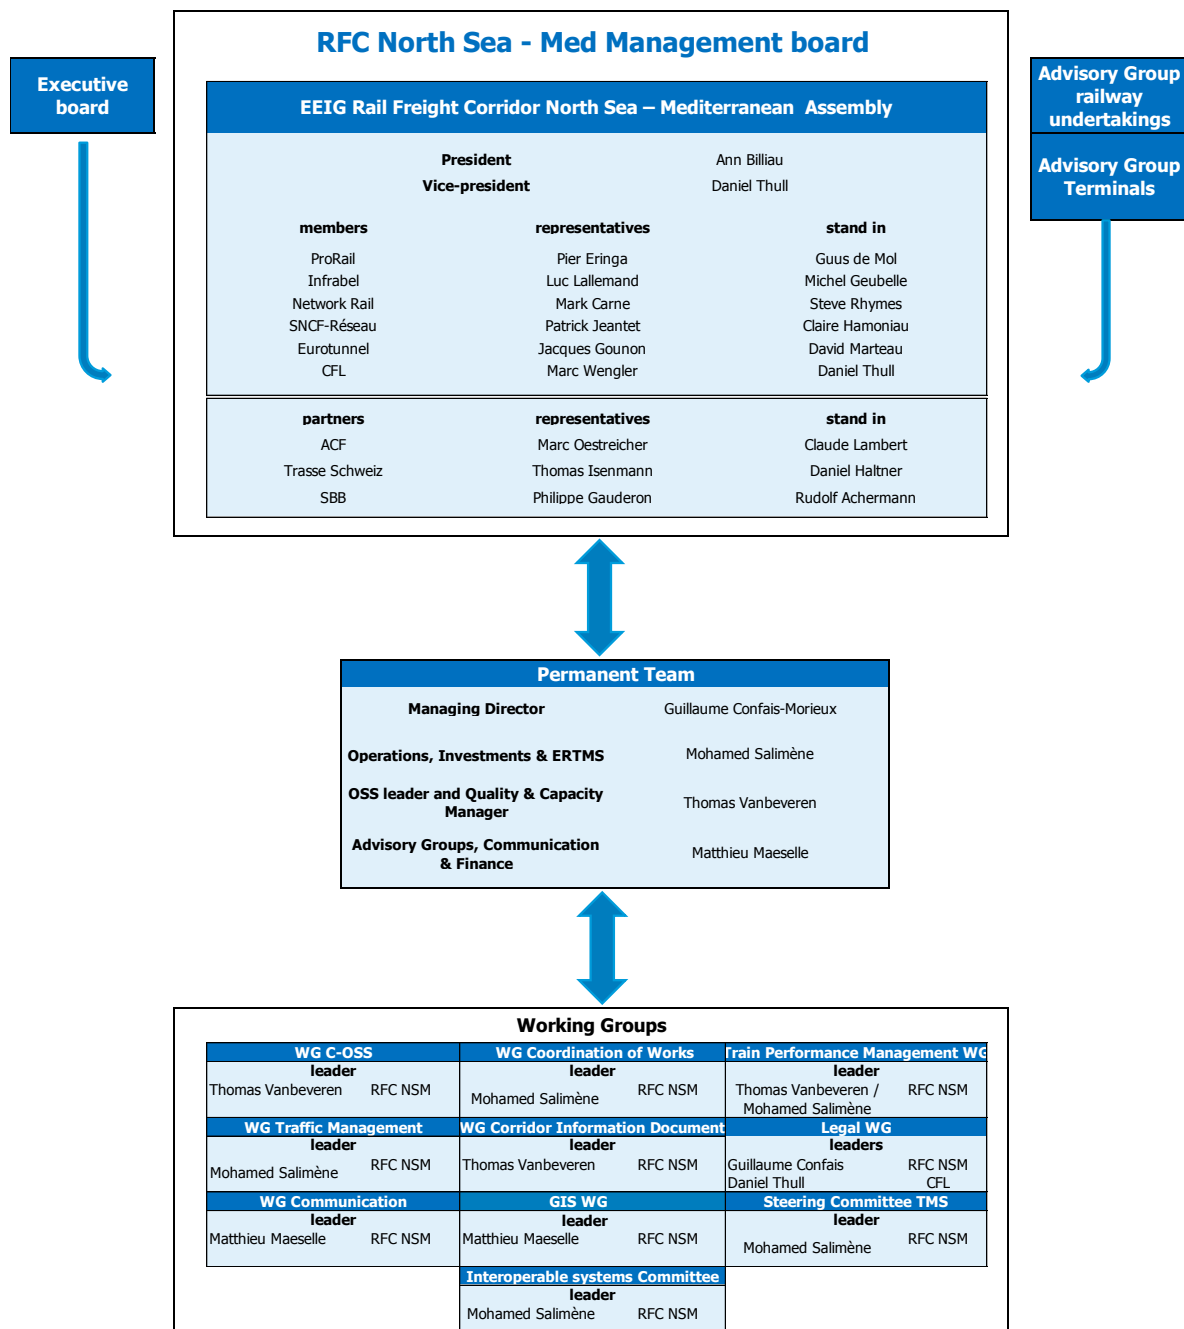 RFC North Sea - Med Management board
Executive
board
Advisory Group
railway
undertakings
Advisory Group
Terminals
EEIG Rail Freight Corridor North Sea – Mediterranean Assembly
President Ann Billiau
Vice-president Daniel Thull
members representatives stand in
ProRail Pier Eringa Guus de Mol
Infrabel Luc Lallemand Michel Geubelle
Network Rail Mark Carne Steve Rhymes
SNCF-Réseau Patrick Jeantet Claire Hamoniau
Eurotunnel Jacques Gounon David Marteau
CFL Marc Wengler Daniel Thull
partners representatives stand in
ACF Marc Oestreicher Claude Lambert
Trasse Schweiz Thomas Isenmann Daniel Haltner
SBB Philippe Gauderon Rudolf Achermann
Permanent Team
Managing Director Guillaume Confais-Morieux
Operations, Investments & ERTMS Mohamed Salimène
OSS leader and Quality & Capacity
Manager
Thomas Vanbeveren
Advisory Groups, Communication
& Finance
Matthieu Maeselle
Working Groups
WG C-OSS WG Coordination of Works Train Performance Management WG
leader leader leader
Thomas Vanbeveren RFC NSM Mohamed Salimène RFC NSM Thomas Vanbeveren / RFC NSM
Mohamed Salimène
WG Traffic Management WG Corridor Information Document Legal WG
leader leader leaders
Mohamed Salimène RFC NSM Thomas Vanbeveren RFC NSM Guillaume Confais RFC NSM
Daniel Thull CFL
WG Communication GIS WG Steering Committee TMS
leader leader leader
Matthieu Maeselle RFC NSM Matthieu Maeselle RFC NSM Mohamed Salimène RFC NSM
Interoperable systems Committee
leader
Mohamed Salimène RFC NSM